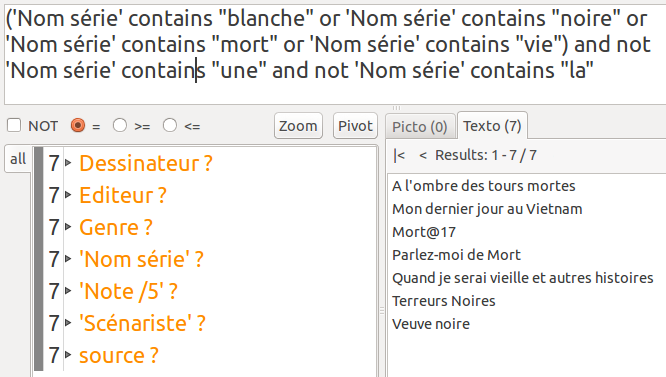 ('Nom série' contains "blanche" or 'Nom série' contains "noire" or
'Nom série' contains "mort" or 'Nom série' contains "vie") and not
'Nom série' contains "une" and not 'Nom série' contains "la"
NOT = >= <= Zoom Pivot
all
7 Dessinateur ?
7 Editeur ?
7 Genre ?
7 'Nom série' ?
7 'Note /5' ?
7 'Scénariste' ?
7 source ?
Picto (0) Texto (7)
|< < Results: 1 - 7 / 7
A l'ombre des tours mortes
Mon dernier jour au Vietnam
Mort@17
Parlez-moi de Mort
Quand je serai vieille et autres histoires
Terreurs Noires
Veuve noire